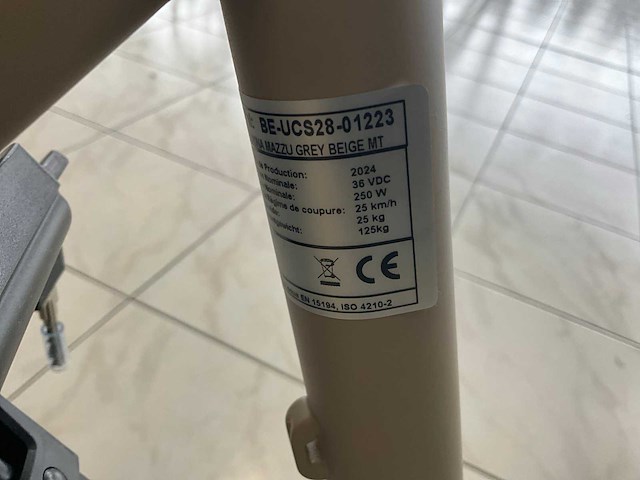 BE-UCS28-01223
MAZZU GREY BEIGE MT
Production: 2024
36 VDC
250 W
de coupure: 25 km/h
25 kg
125kg
CE
EN 15194, ISO 4210-2